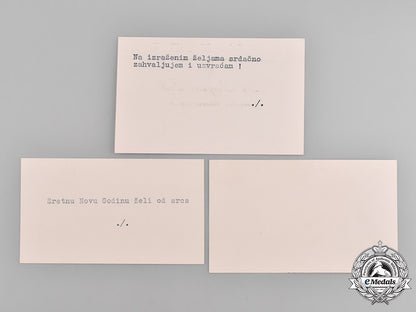 Na izraženim željama srdačno
zahvaljujem i uzvraćam !
./.
Sretnu Novu Godinu želi od srca
./.
eMedals